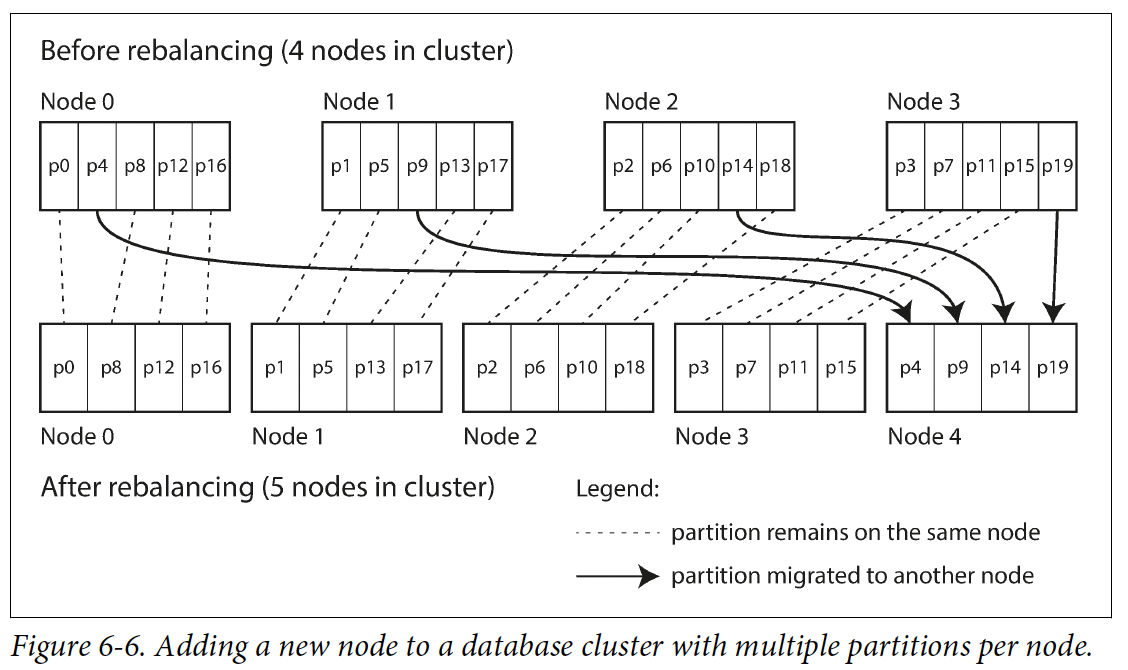 Before rebalancing (4 nodes in cluster)
Node 0 Node 1 Node 2 Node 3
p0 p4 p8 p12 p16 p1 p5 p9 p13 p17 p2 p6 p10 p14 p18 p3 p7 p11 p15 p19
p0 p8 p12 p16 p1 p5 p13 p17 p2 p6 p10 p18 p3 p7 p11 p15 p4 p9 p14 p19
Node 0 Node 1 Node 2 Node 3 Node 4
After rebalancing (5 nodes in cluster)
Legend:
partition remains on the same node
partition migrated to another node
Figure 6-6. Adding a new node to a database cluster with multiple partitions per node.